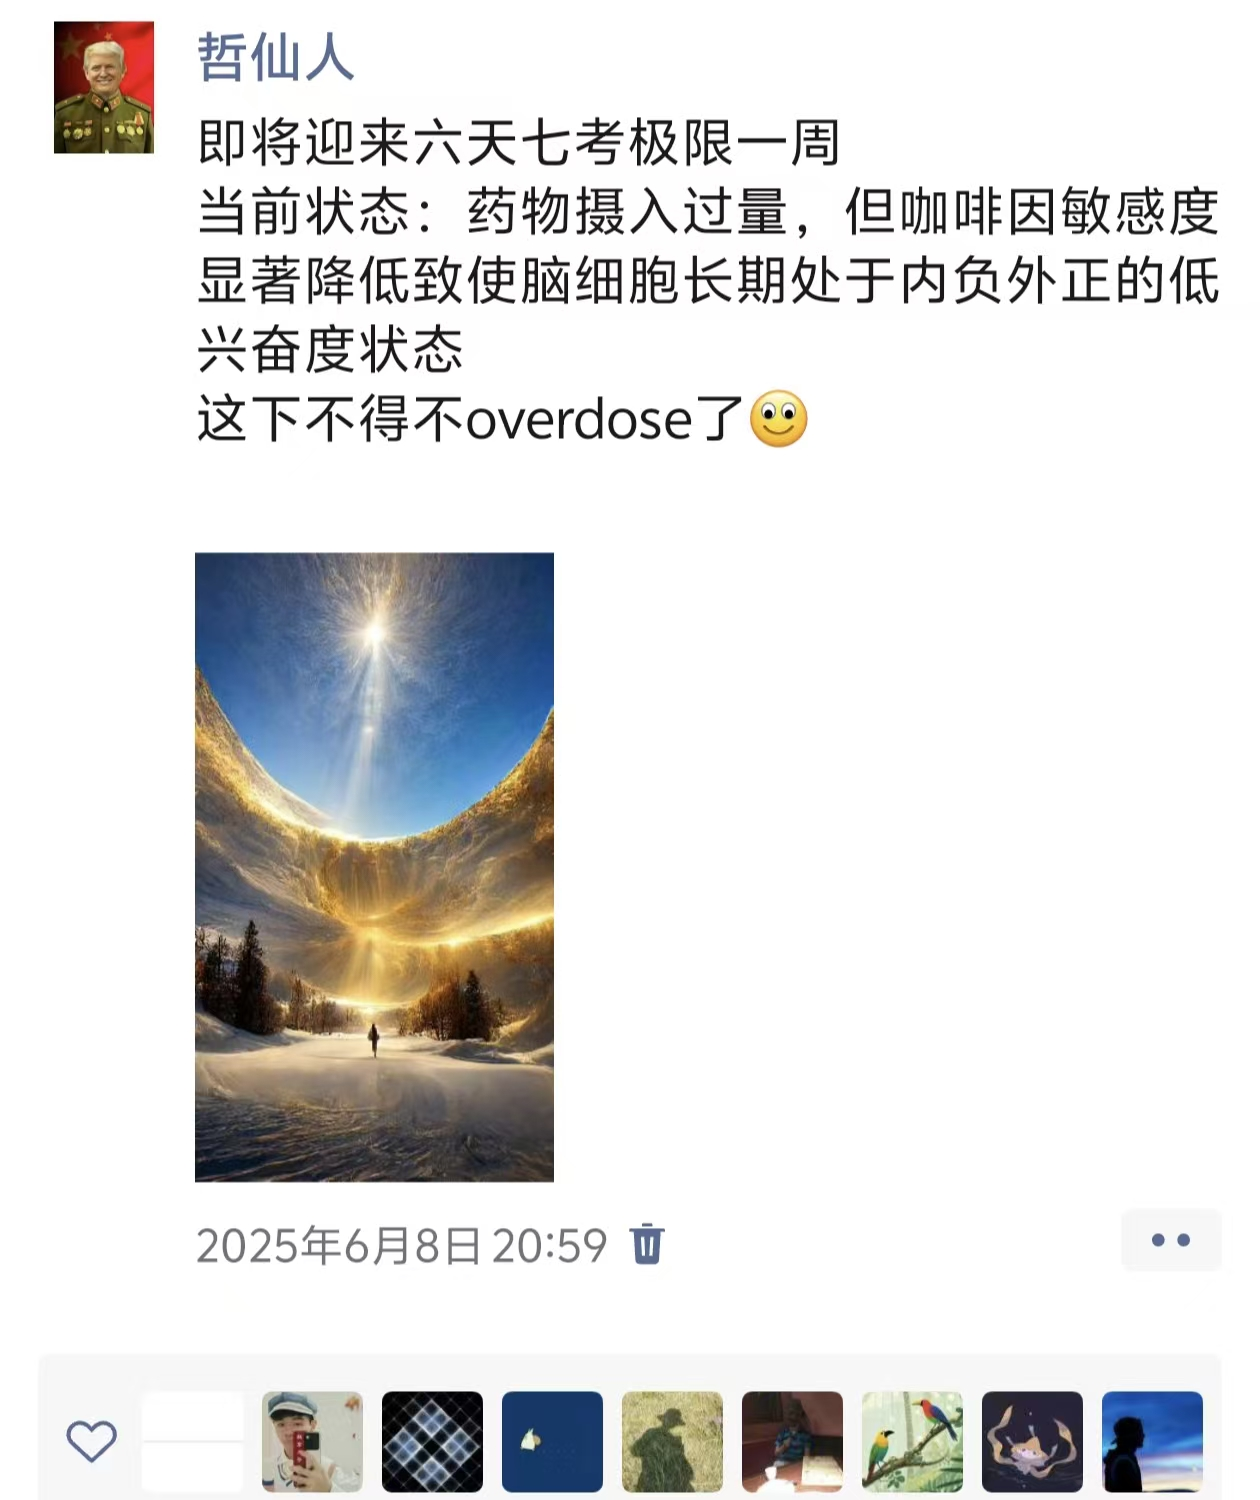 哲仙人
即将迎来六天七考极限一周
当前状态：药物摄入过量，但咖啡因敏感度
显著降低致使脑细胞长期处于内负外正的低
兴奋度状态
这下不得不overdose了
2025年6月8日 20:59